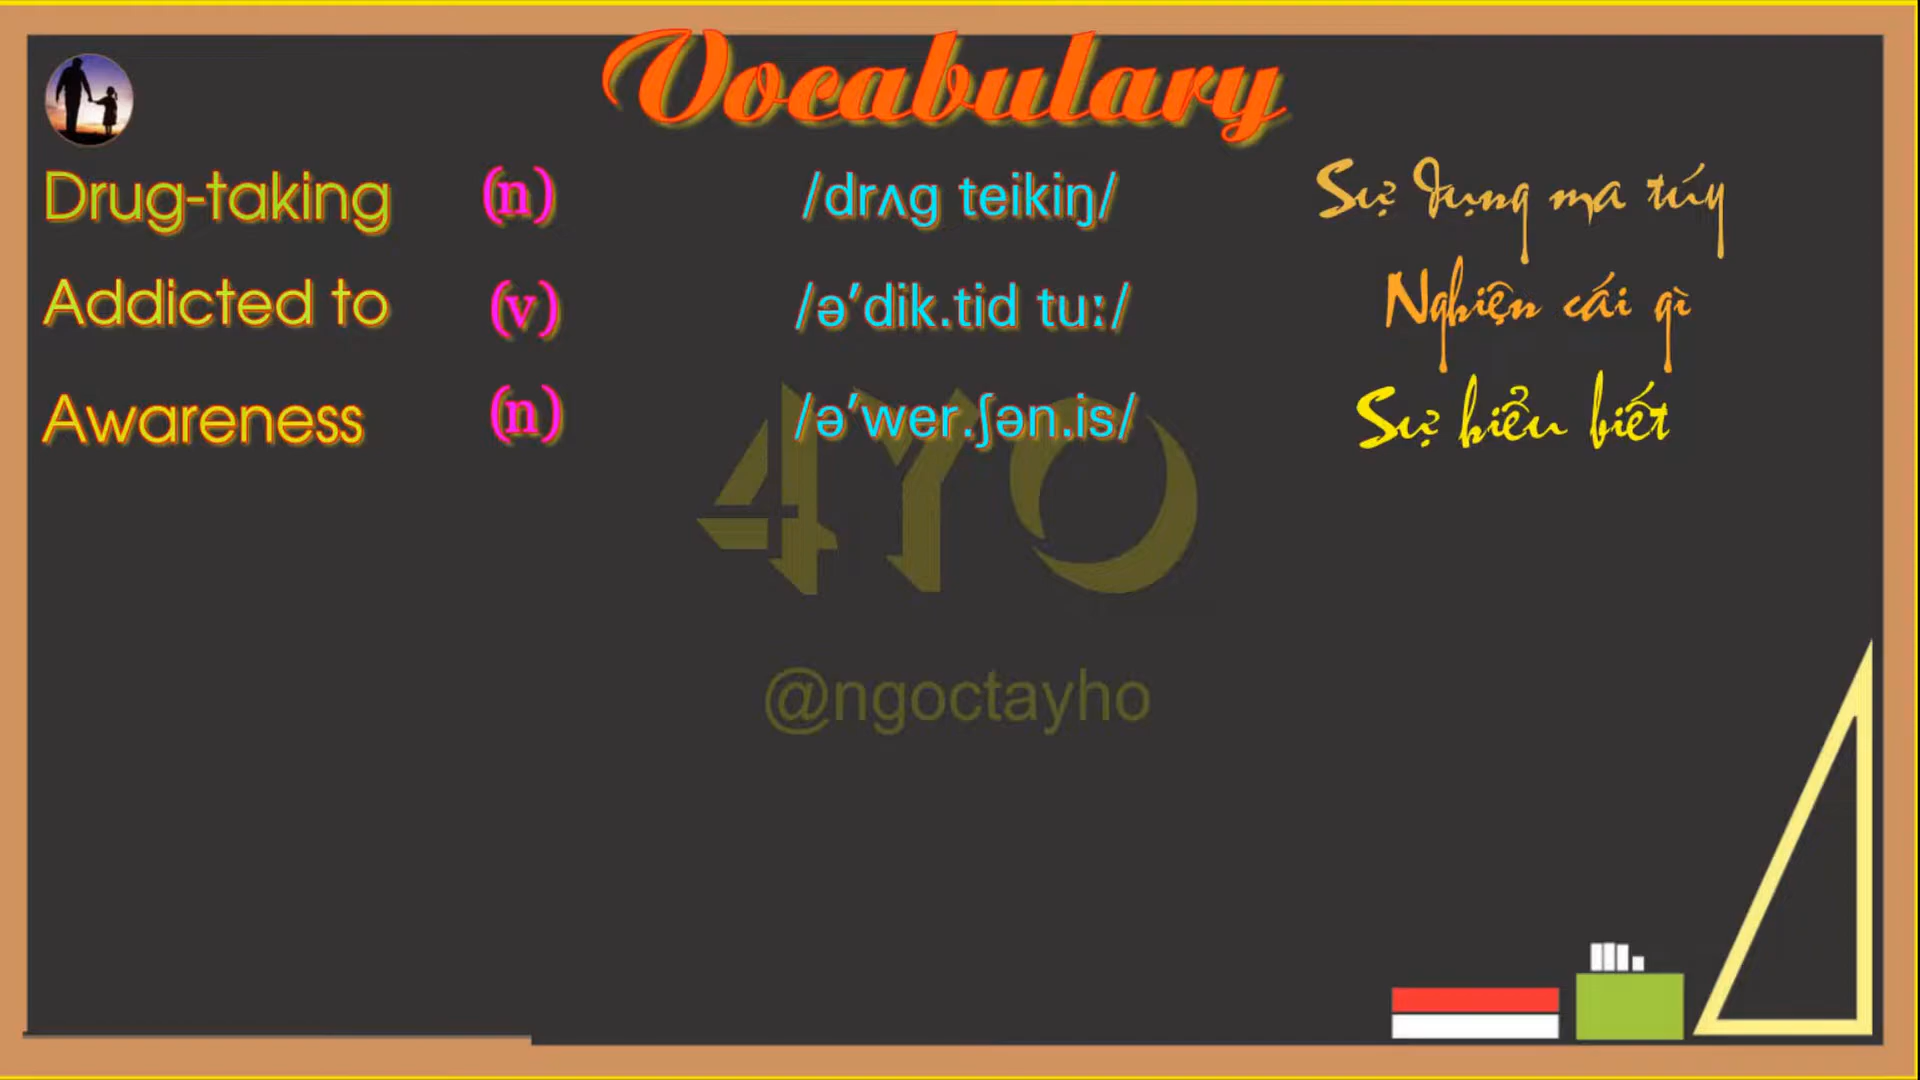 Vocabulary
Drug-taking (n) /drʌg teikiŋ/ Sự dụng ma túy
Addicted to (v) /ə'dik.tid tuː/ Nghiện cái gì
Awareness (n) /ə'wer.ʃən.is/ Sự hiểu biết
4YO
@ngoctayho